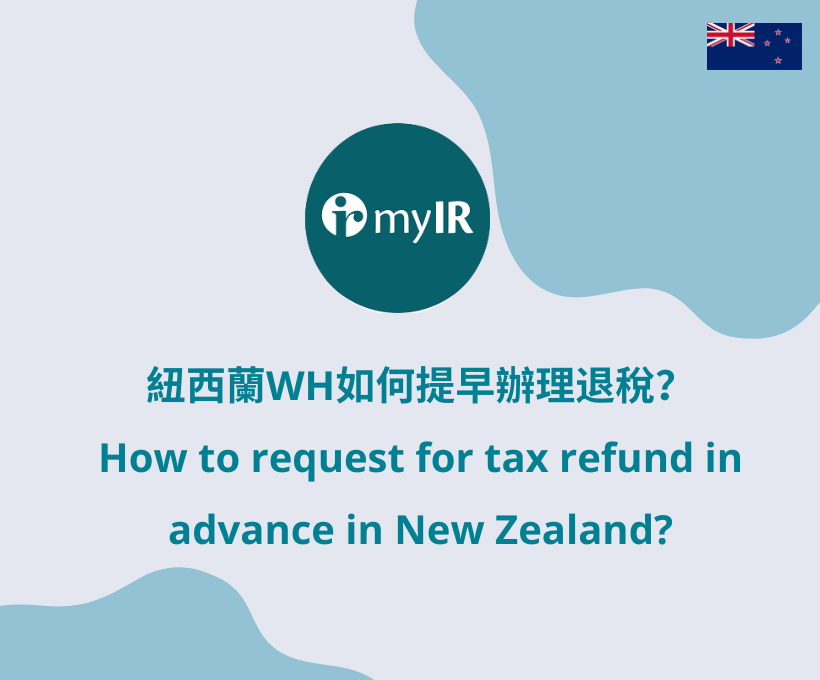 ir myIR
紐西蘭WH如何提早辦理退稅？
How to request for tax refund in
advance in New Zealand?